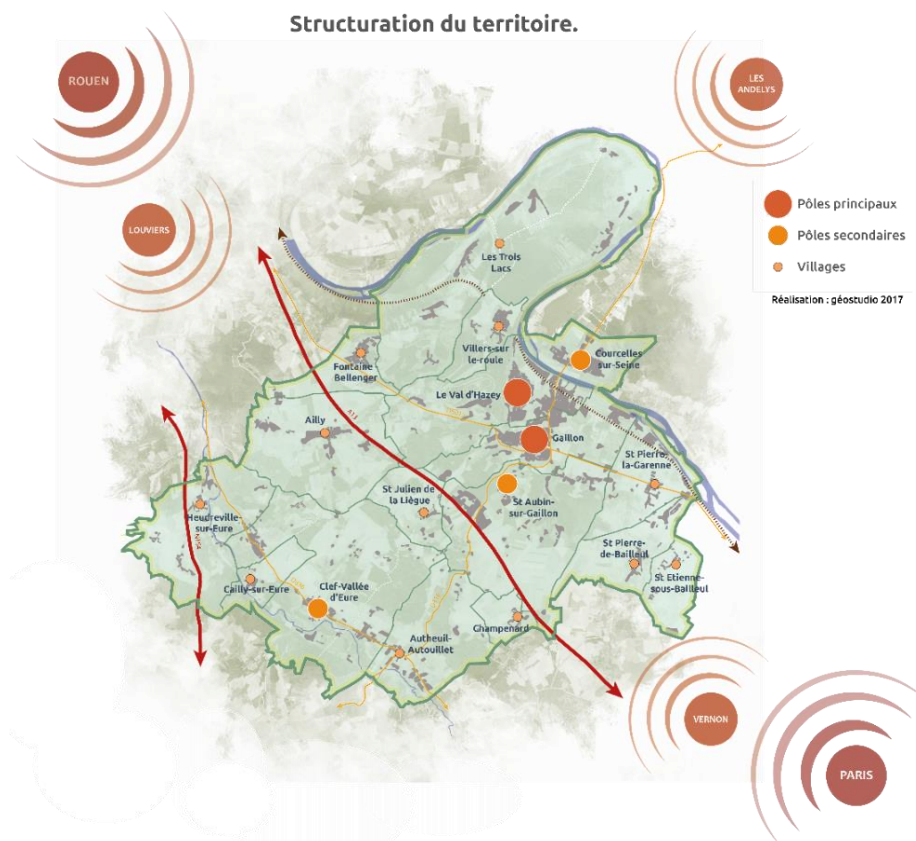 Structuration du territoire.
ROUEN
LES
ANDELYS
LOUVIERS
Pôles principaux
Pôles secondaires
Villages
Réalisation : géostudio 2017
Les Trois
Lacs
Villers-sur
le-roule
Courcelles
sur-Seine
Fontaine
Bellenger
Le Val d'Hazey
Ailly
A13
Gaillon
St Pierre
la-Garenne
St Julien de
la Liègue
St Aubin-
sur-Gaillon
Heudreville-
sur-Eure
St Pierre-
de-Bailleul
St Etienne-
sous-Bailleul
Cailly-sur-Eure
Clef-Vallée
d'Eure
Champenard
Autheuil-
Autouillet
VERNON
PARIS